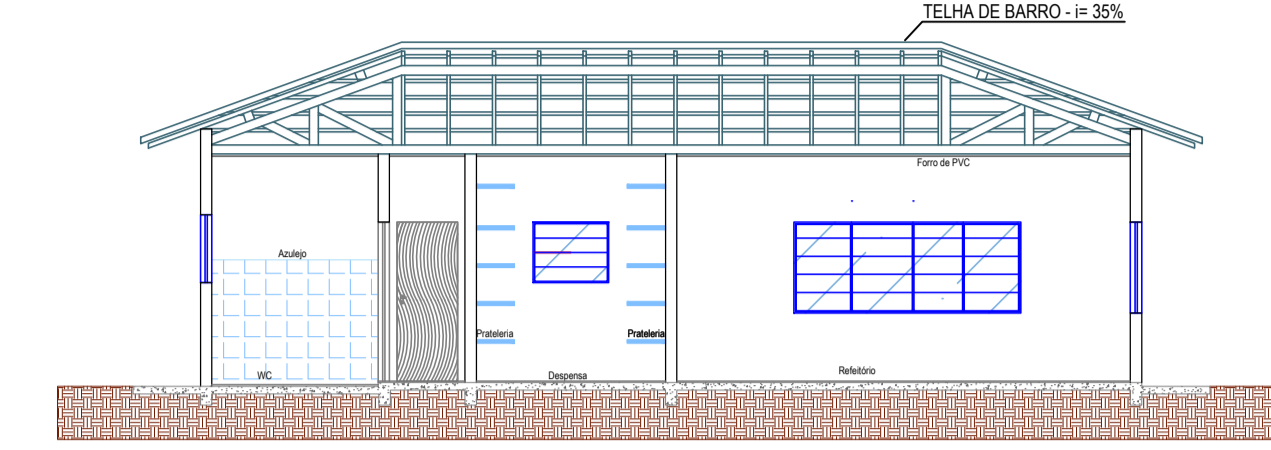 TELHA DE BARRO - i= 35%
Forro de PVC
Azulejo
Prateleria
Prateleria
WC
Despensa
Refeitório